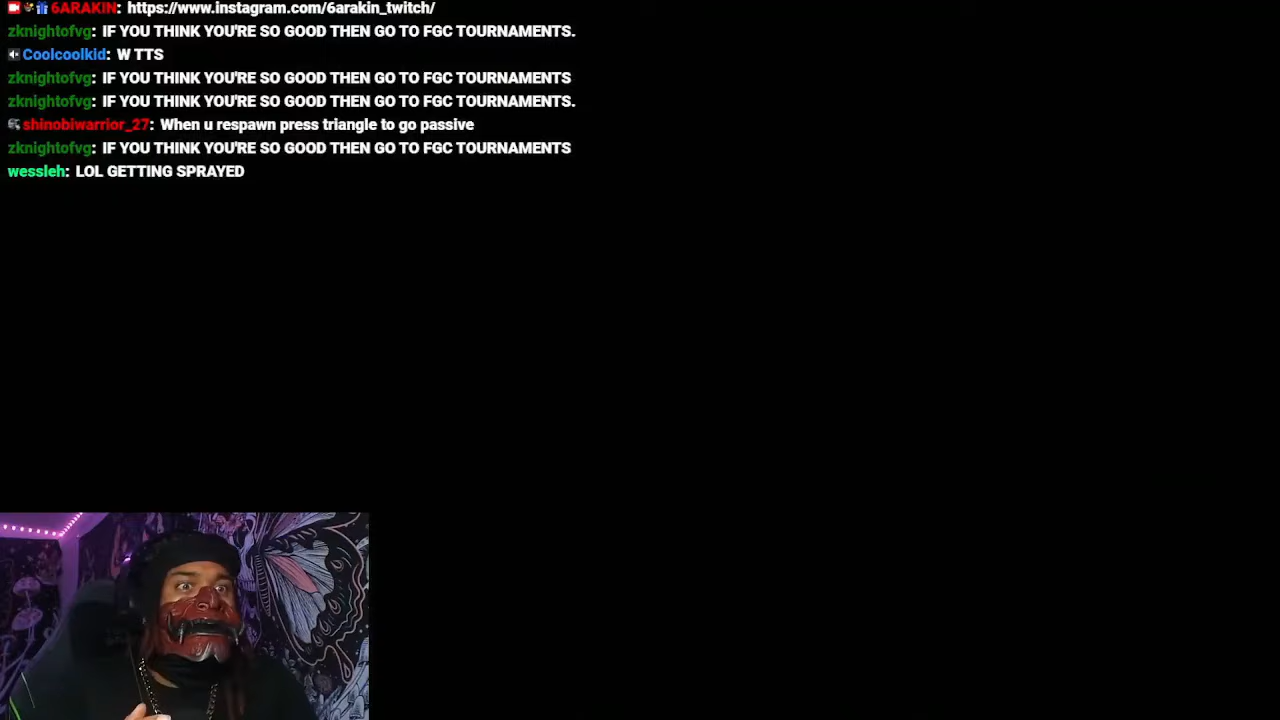 6ARAKIN: https://www.instagram.com/6arakin_twitch/
zknightofvg: IF YOU THINK YOU'RE SO GOOD THEN GO TO FGC TOURNAMENTS.
Coolcoolkid: W TTS
zknightofvg: IF YOU THINK YOU'RE SO GOOD THEN GO TO FGC TOURNAMENTS
zknightofvg: IF YOU THINK YOU'RE SO GOOD THEN GO TO FGC TOURNAMENTS.
shinobiwarrior_27: When u respawn press triangle to go passive
zknightofvg: IF YOU THINK YOU'RE SO GOOD THEN GO TO FGC TOURNAMENTS
wessleh: LOL GETTING SPRAYED